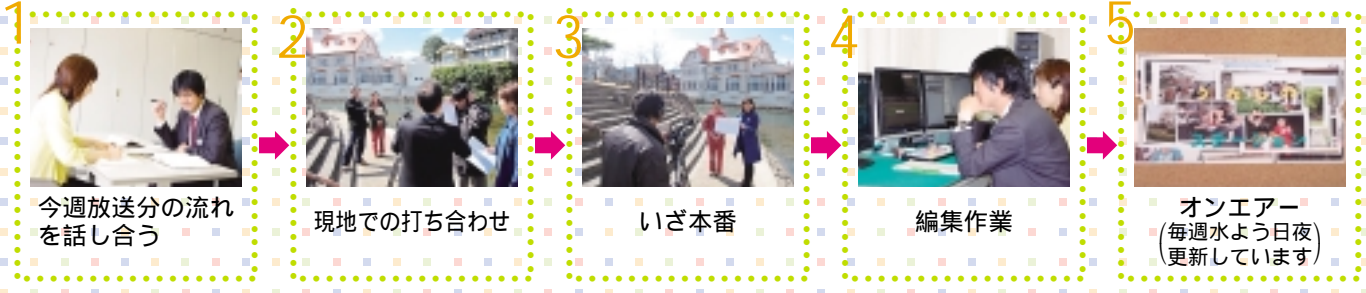 1
今週放送分の流れ
を話し合う
2
現地での打ち合わせ
3
いざ本番
4
編集作業
5
オンエアー
(毎週水よう日夜
更新しています)